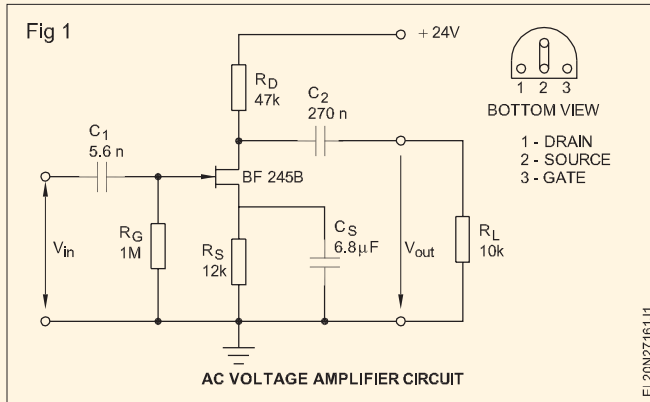 Fig 1
+ 24V
R_D
47k
C_2
270 n
1 2 3
BOTTOM VIEW
1 - DRAIN
2 - SOURCE
3 - GATE
C_1
5.6 n
BF 245B
V_in
R_G
1M
R_S
12k
C_S
6.8µF
V_out
R_L
10k
AC VOLTAGE AMPLIFIER CIRCUIT
EL20N27161J1